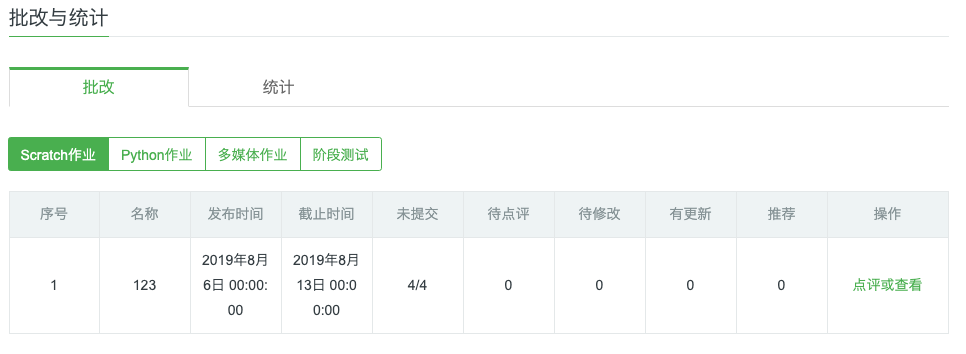 批改与统计
批改 统计
Scratch作业 Python作业 多媒体作业 阶段测试
序号 名称 发布时间 截止时间 未提交 待点评 待修改 有更新 推荐 操作
1 123 2019年8月6日 00:00:00 2019年8月13日 00:00:00 4/4 0 0 0 0 点评或查看